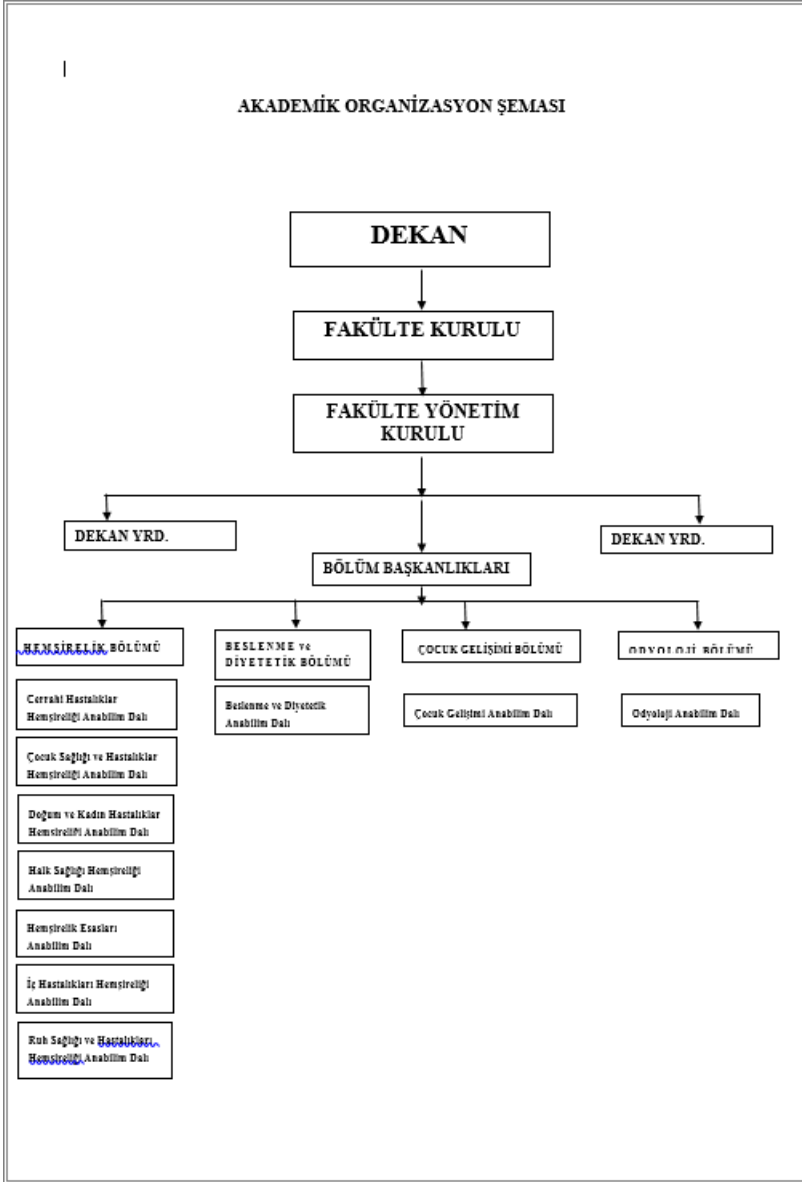 AKADEMİK ORGANİZASYON ŞEMASI
DEKAN
FAKÜLTE KURULU
FAKÜLTE YÖNETİM
KURULU
DEKAN YRD.
DEKAN YRD.
BÖLÜM BAŞKANLIKLARI
HEMŞİRELİK BÖLÜMÜ
BESLENME ve
DİYETETİK BÖLÜMÜ
ÇOCUK GELİŞİMİ BÖLÜMÜ
ODYOLOJİ BÖLÜMÜ
Cerrahi Hastalıklar
Hemşireliği Anabilim Dalı
Çocuk Sağlığı ve Hastalıklar
Hemşireliği Anabilim Dalı
Doğum ve Kadın Hastalıklar
Hemşireliği Anabilim Dalı
Halk Sağlığı Hemşireliği
Anabilim Dalı
Hemşirelik Esasları
Anabilim Dalı
İç Hastalıkları Hemşireliği
Anabilim Dalı
Ruh Sağlığı ve Hastalıkları
Hemşireliği Anabilim Dalı
Beslenme ve Diyetetik
Anabilim Dalı
Çocuk Gelişimi Anabilim Dalı
Odyoloji Anabilim Dalı